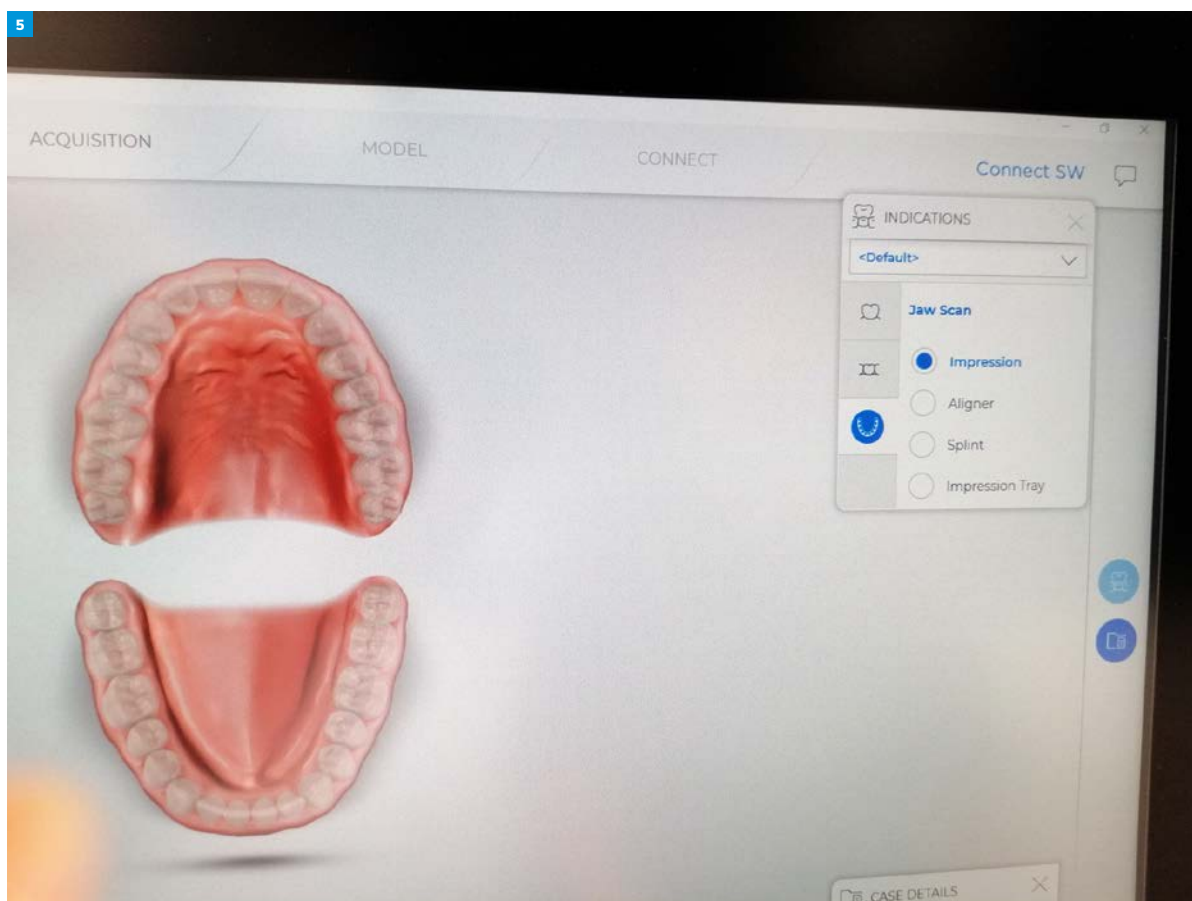 5
ACQUISITION
MODEL
CONNECT
Connect SW
INDICATIONS
<Default>
Jaw Scan
Impression
Aligner
Splint
Impression Tray
CASE DETAILS